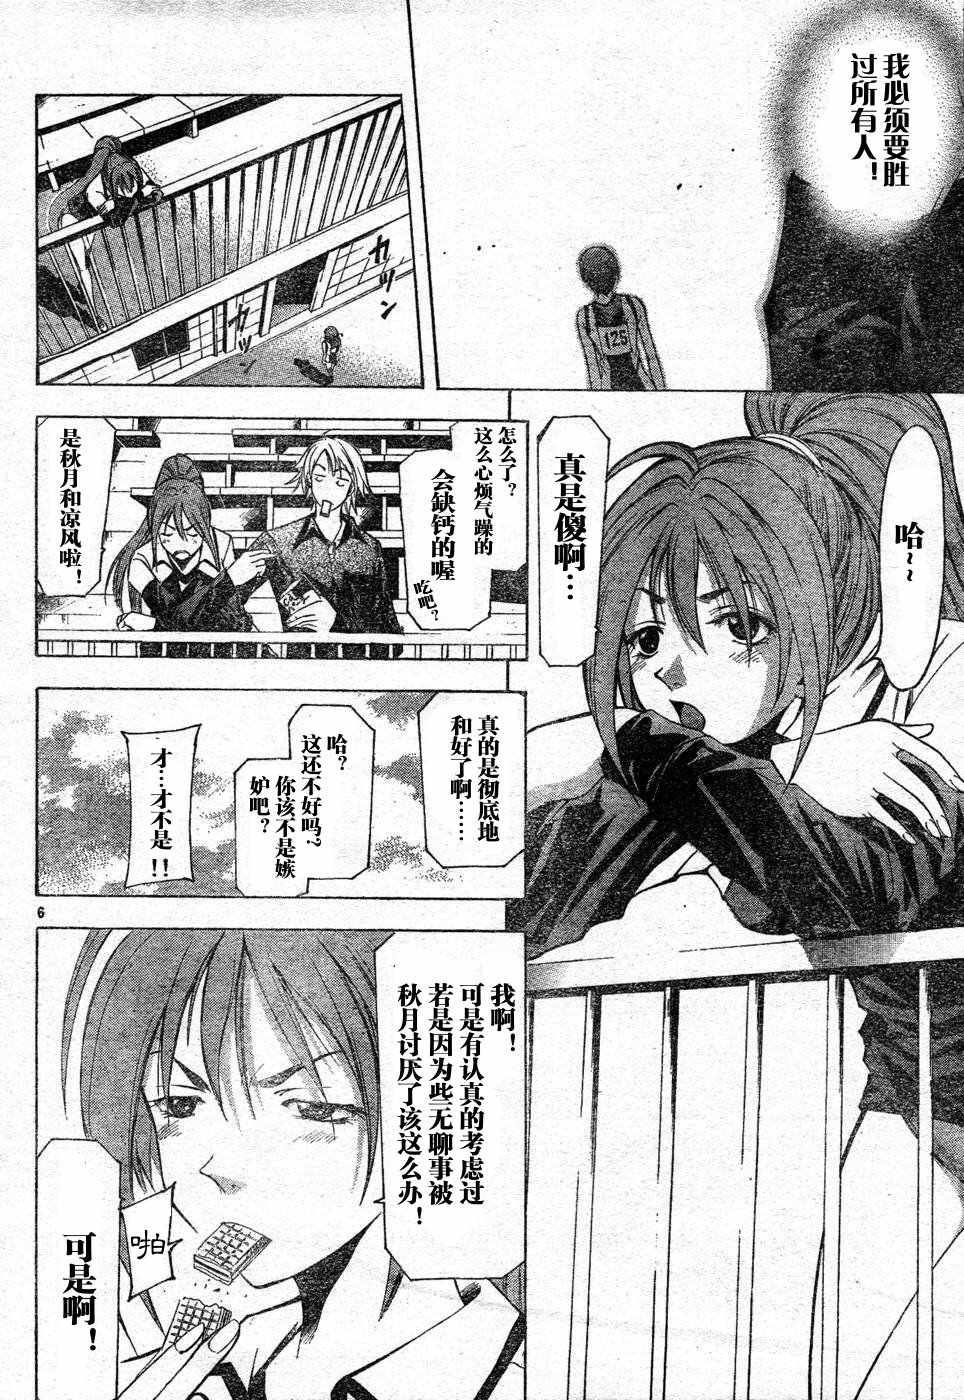 我必须要胜
过所有人！
125
カツン
カツ
哈~~
真是傻啊…
怎么了？
这么心烦气躁的
会缺钙的喔
吃吧？
是秋月和凉风啦！
真的是彻底地
和好了啊……
哈？
这还不好吗？
你该不是嫉
妒吧？
才…才不是！！
6
我啊！
可是有认真的考虑过
若是因为些无聊事被
秋月讨厌了该这么办！
啪
可是啊！